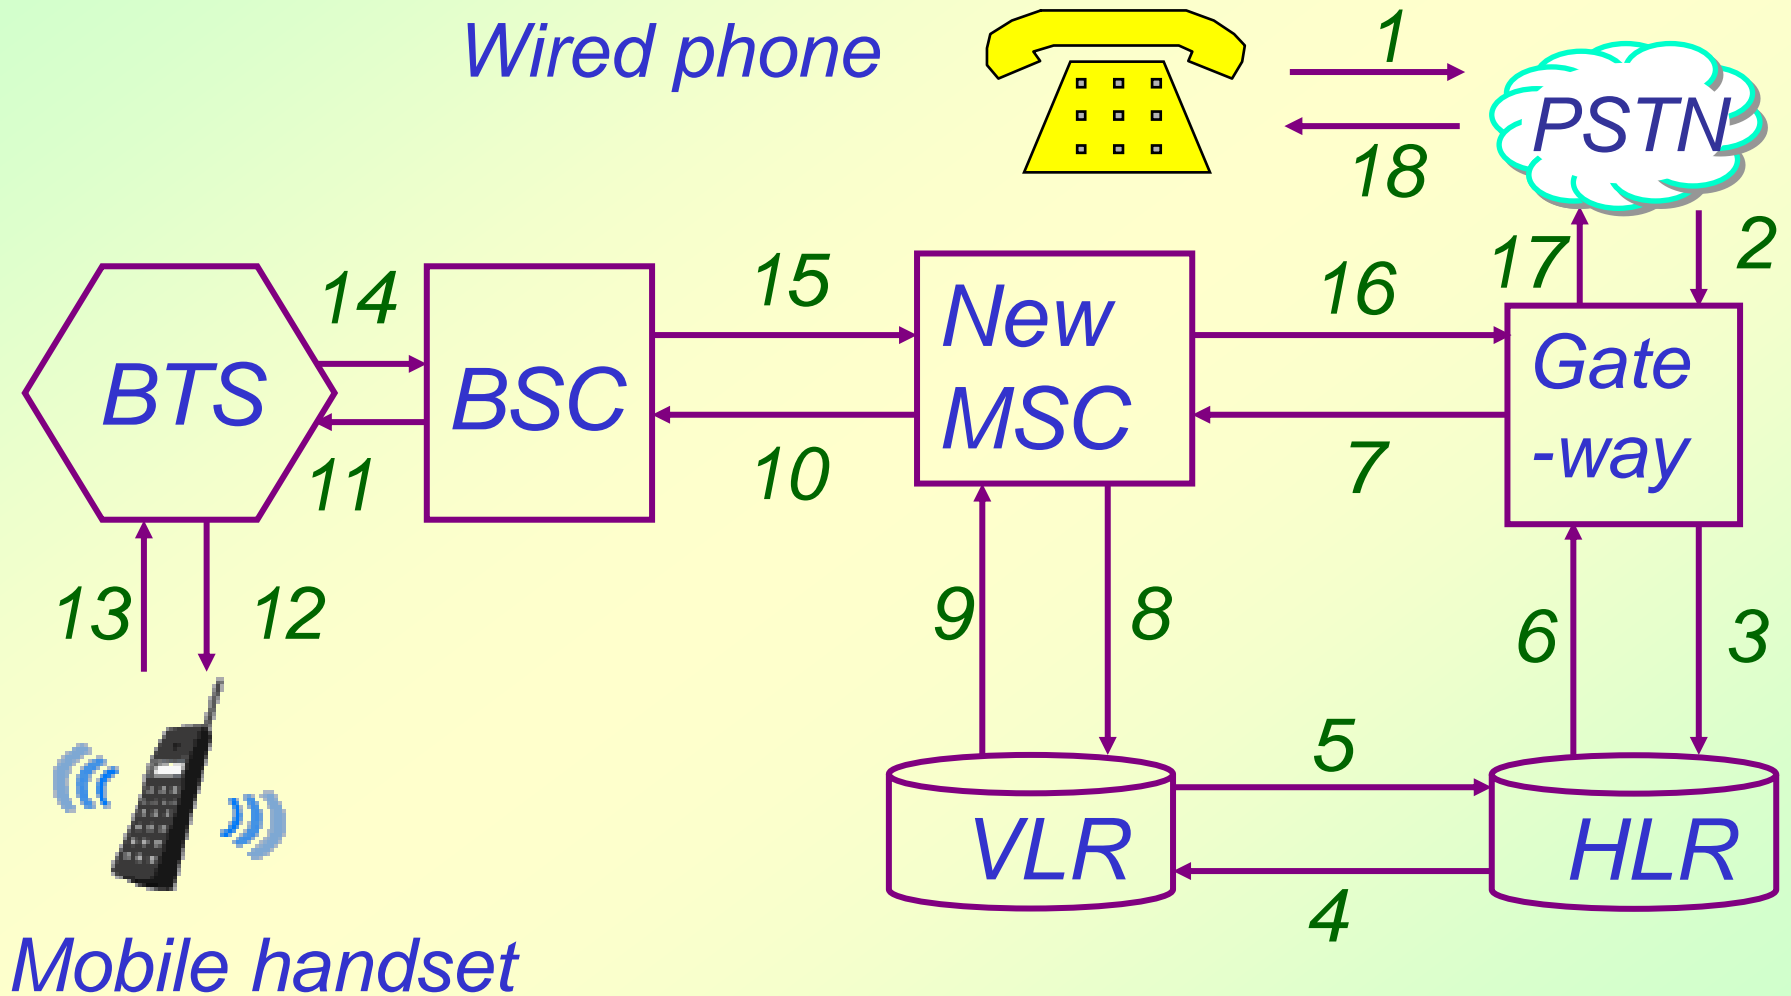 Wired phone
1
PSTN
18
17
2
14
15
New
MSC
16
Gate
-way
BTS
BSC
11
10
7
13
12
9
8
6
3
5
VLR
HLR
4
Mobile handset